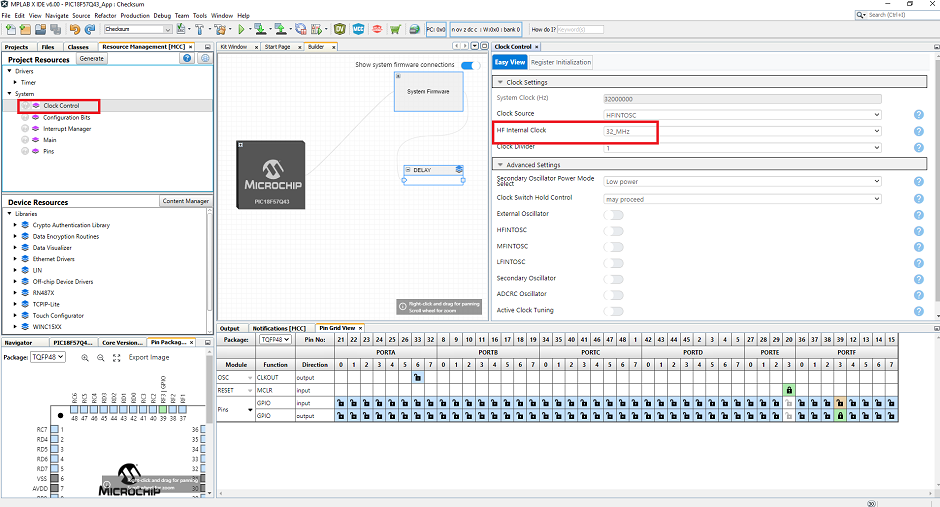 MPLAB X IDE v6.00 - PIC18F57Q43_App : Checksum
File Edit View Navigate Source Refactor Production Debug Team Tools Window Help
Search (Ctrl+I)
Checksum
PC: 0x0
n ov z dc c : W:0x0 : bank 0
How do I? Keyword(s)
Projects Files Classes Resource Management [MCC] ×
Project Resources Generate
Drivers
Timer
System
Clock Control
Configuration Bits
Interrupt Manager
Main
Pins
Device Resources Content Manager
Libraries
Crypto Authentication Library
Data Encryption Routines
Data Visualizer
Ethernet Drivers
LIN
Off-chip Device Drivers
RN487X
TCPIP-Lite
Touch Configurator
WINC15XX
Kit Window × Start Page × Builder ×
Show system firmware connections
System Firmware
MICROCHIP
PIC18F57Q43
DELAY
Right-click and drag for panning
Scroll wheel for zoom
Clock Control ×
Easy View Register Initialization
Clock Settings
System Clock (Hz) 32000000
Clock Source HFINTOSC
HF Internal Clock 32_MHz
Clock Divider 1
Advanced Settings
Secondary Oscillator Power Mode Select Low power
Clock Switch Hold Control may proceed
External Oscillator
HFINTOSC
MFINTOSC
LFINTOSC
Secondary Oscillator
ADCRC Oscillator
Active Clock Tuning
Navigator PIC18F57Q4... Core Version... Pin Packag... ×
Package: TQFP48 Export Image
RC6 RC5 RC4 RD3 RD2 RD1 RD0 RC3 RC2 RF3 | GPIO RF2 RF1
48 47 46 45 44 43 42 41 40 39 38 37
RC7 1 36
RD4 2 35
RD5 3 34
RD6 4 33
RD7 5 32
VSS 6
AVDD 7 30
MICROCHIP
Right-click and drag for panning
Scroll wheel for zoom
Output Notifications [MCC] Pin Grid View ×
Package: TQFP48 Pin No: 21 22 23 24 25 26 33 32 8 9 10 11 16 17 18 19 34 35 40 41 46 47 48 1 42 43 44 45 2 3 4 5 27 28 29 20 36 37 38 39 12 13 14 15
PORTA PORTB PORTC PORTD PORTE PORTF
Module Function Direction 0 1 2 3 4 5 6 7 0 1 2 3 4 5 6 7 0 1 2 3 4 5 6 7 0 1 2 3 4 5 6 7 0 1 2 3 0 1 2 3 4 5 6 7
OSC CLKOUT output
RESET MCLR input
Pins GPIO input
GPIO output